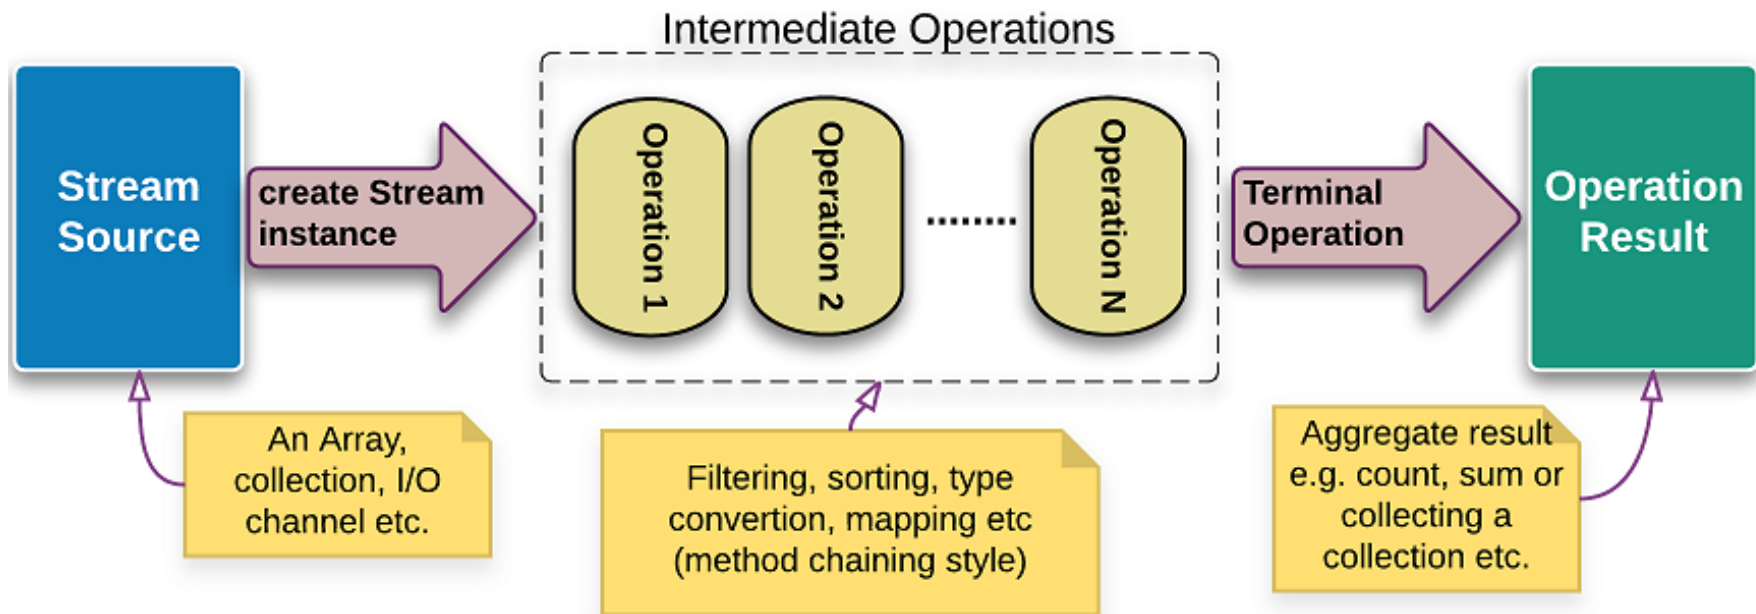 Intermediate Operations
Stream
Source
create Stream
instance
Operation 1
Operation 2
Operation N
Terminal
Operation
Operation
Result
An Array,
collection, I/O
channel etc.
Filtering, sorting, type
convertion, mapping etc
(method chaining style)
Aggregate result
e.g. count, sum or
collecting a
collection etc.